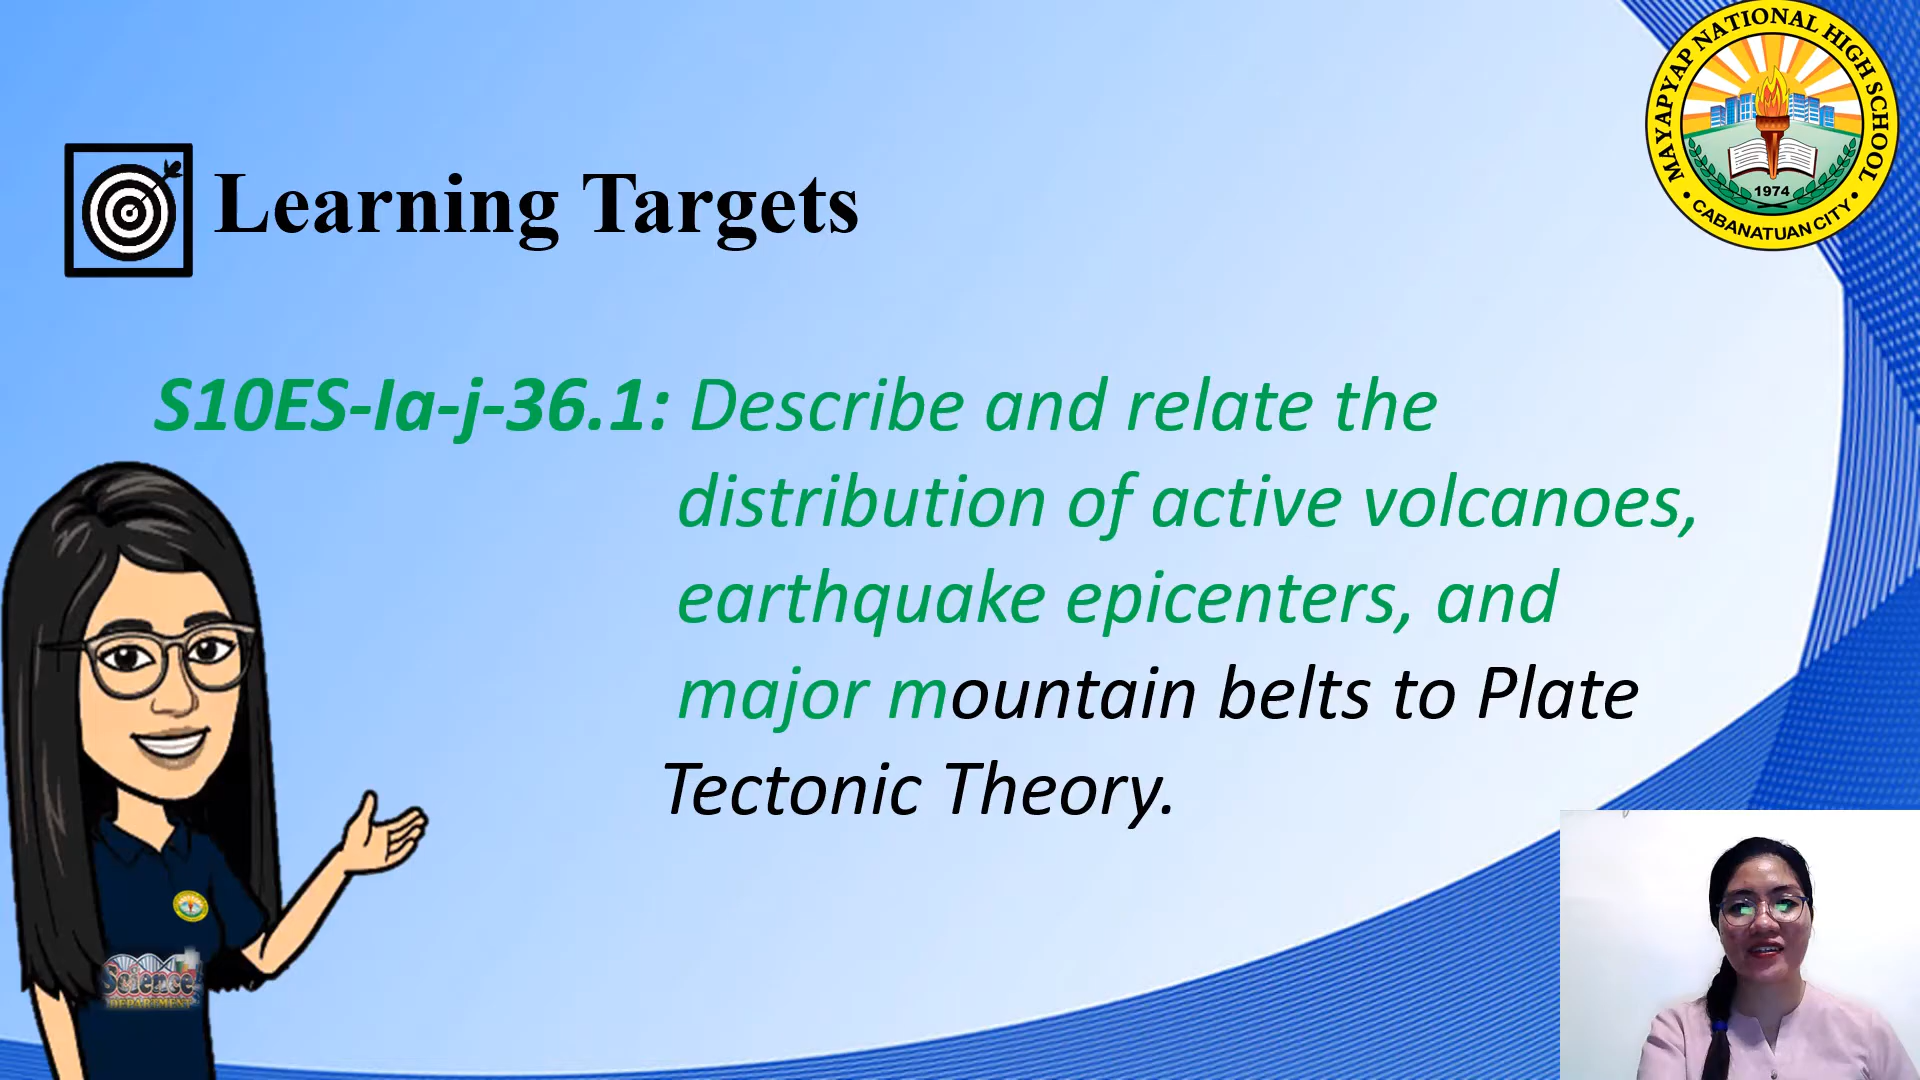 MAYAPYAP NATIONAL HIGH SCHOOL
1974
• CABANATUAN CITY •
Learning Targets
S10ES-Ia-j-36.1: Describe and relate the
distribution of active volcanoes,
earthquake epicenters, and
major mountain belts to Plate
Tectonic Theory.
Science
DEPARTMENT